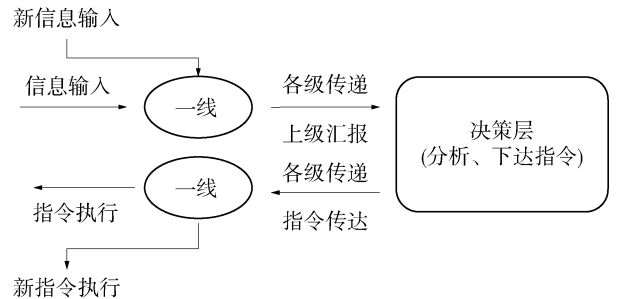 新信息输入
信息输入
一线
各级传递
上级汇报
决策层
(分析、下达指令)
一线
各级传递
指令传达
指令执行
新指令执行